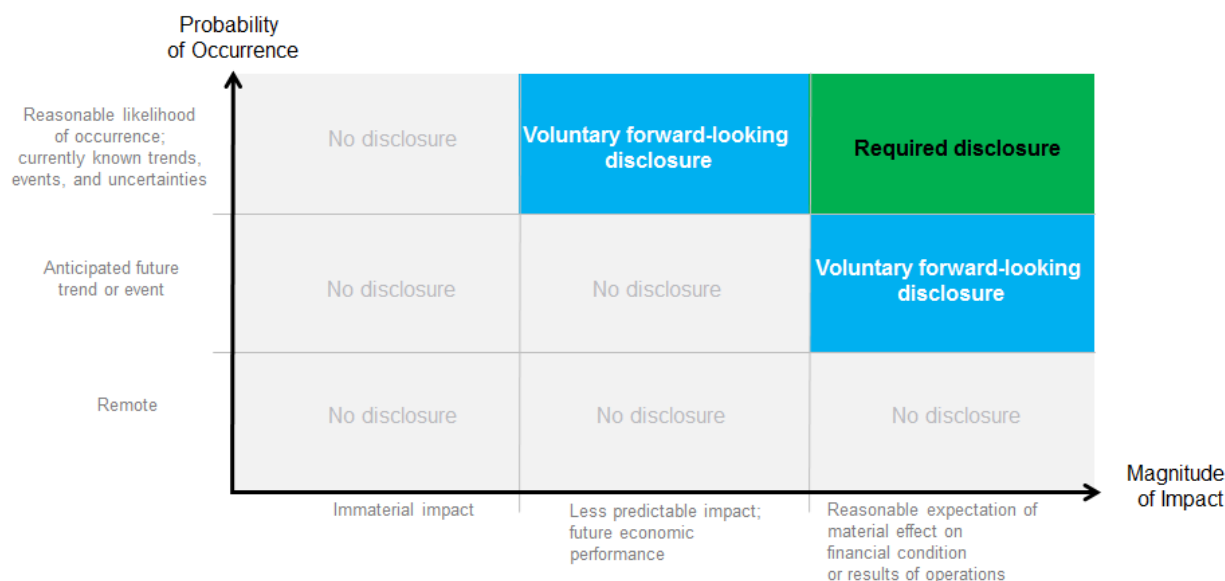 Probability
of Occurrence
Reasonable likelihood
of occurrence;
currently known trends,
events, and uncertainties
No disclosure
Voluntary forward-looking
disclosure
Required disclosure
Anticipated future
trend or event
No disclosure
No disclosure
Voluntary forward-looking
disclosure
Remote
No disclosure
No disclosure
No disclosure
Magnitude
of Impact
Immaterial impact
Less predictable impact;
future economic
performance
Reasonable expectation of
material effect on
financial condition
or results of operations